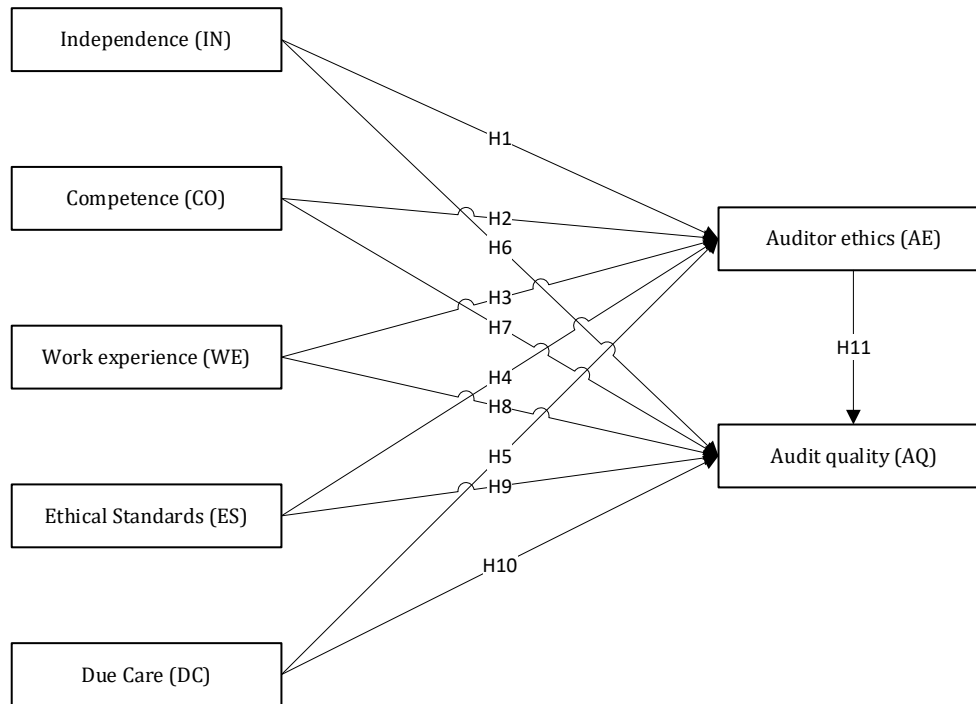 Independence (IN)
H1
Competence (CO)
H2
Auditor ethics (AE)
H6
H3
H7
Work experience (WE)
H11
H4
H8
Audit quality (AQ)
H5
H9
Ethical Standards (ES)
H10
Due Care (DC)